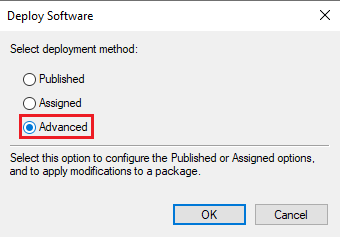 Deploy Software
Select deployment method:
Published
Assigned
Advanced
Select this option to configure the Published or Assigned options,
and to apply modifications to a package.
OK
Cancel